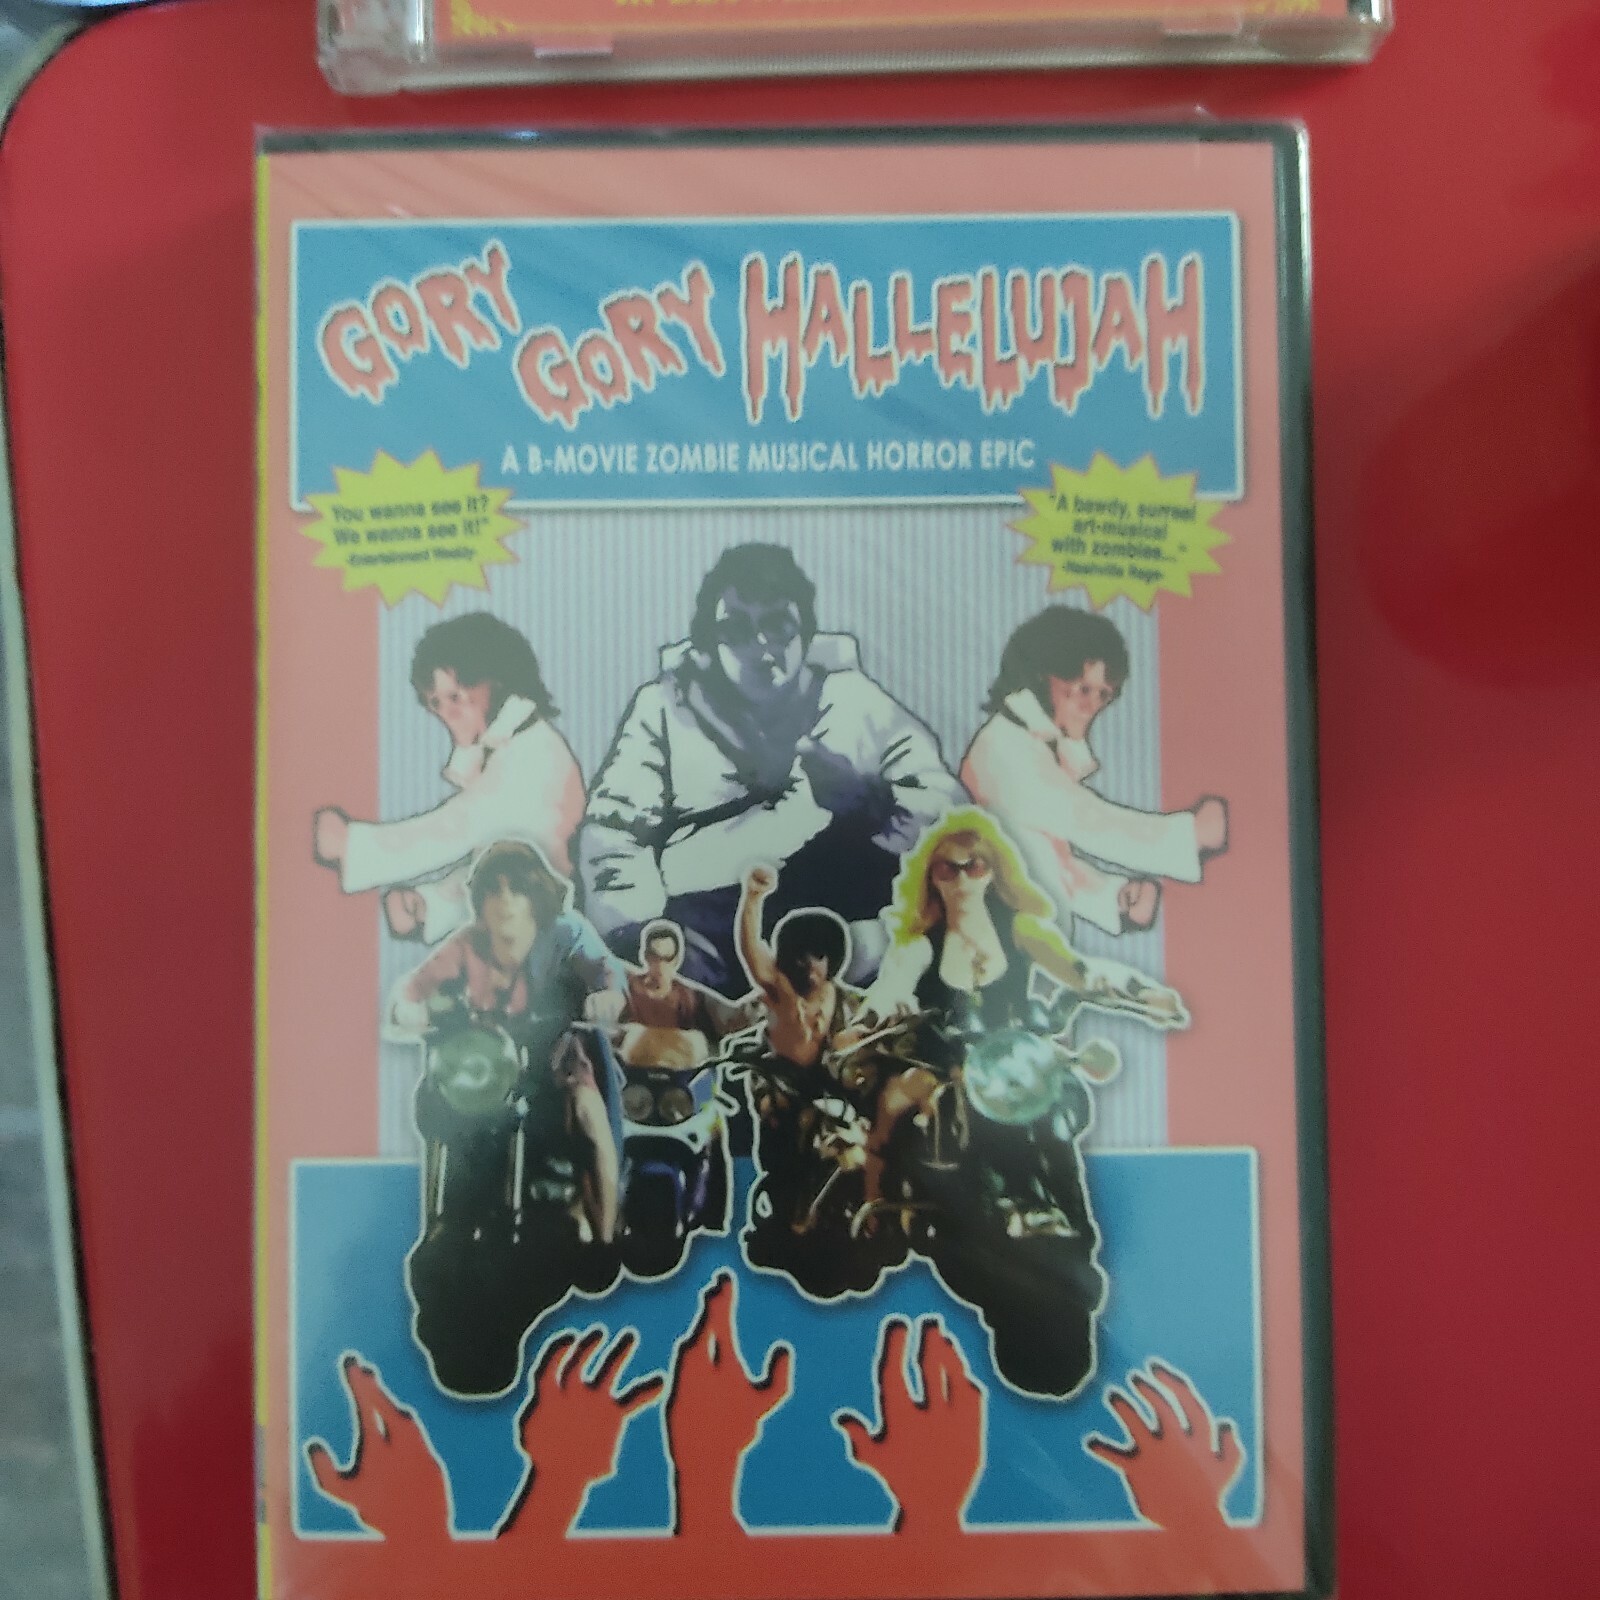 GORY GORY HALLELUJAH
A B-MOVIE ZOMBIE MUSICAL HORROR EPIC
You wanna see it?
We wanna see it!"
-Entertainment Weekly-
"A bawdy, surreal
art-musical
with zombies..."
-Nashville Rage-